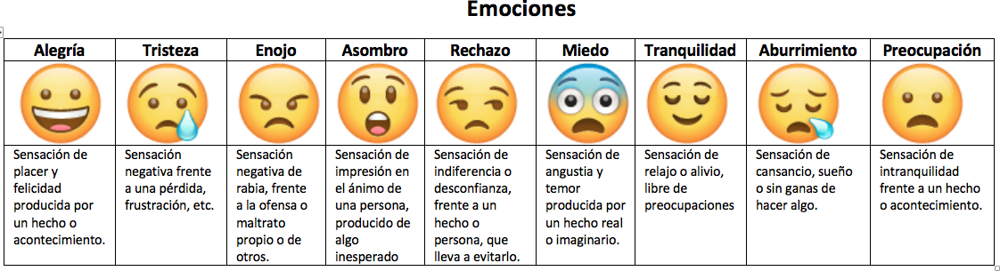 Emociones
Alegría Tristeza Enojo Asombro Rechazo Miedo Tranquilidad Aburrimiento Preocupación
Sensación de
placer y
felicidad
producida por
un hecho o
acontecimiento.
Sensación
negativa frente
a una pérdida,
frustración, etc.
Sensación
negativa de
rabia, frente
a la ofensa o
maltrato
propio o de
otros.
Sensación de
impresión en
el ánimo de
una persona,
producido de
algo
inesperado
Sensación de
indiferencia o
desconfianza,
frente a un
hecho o
persona, que
lleva a evitarlo.
Sensación de
angustia y
temor
producida por
un hecho real
o imaginario.
Sensación de
relajo o alivio,
libre de
preocupaciones
Sensación de
cansancio, sueño
o sin ganas de
hacer algo.
Sensación de
intranquilidad
frente a un hecho
o acontecimiento.